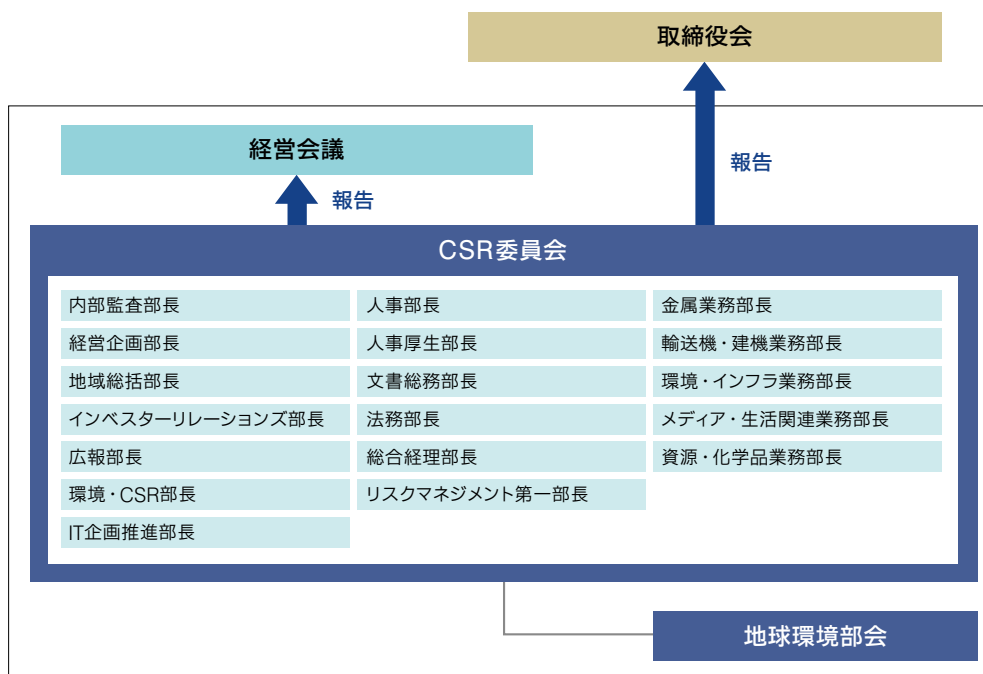 取締役会
経営会議
報告
報告
CSR委員会
内部監査部長
経営企画部長
地域総括部長
インベスターリレーションズ部長
広報部長
環境・CSR部長
IT企画推進部長
人事部長
人事厚生部長
文書総務部長
法務部長
総合経理部長
リスクマネジメント第一部長
金属業務部長
輸送機・建機業務部長
環境・インフラ業務部長
メディア・生活関連業務部長
資源・化学品業務部長
地球環境部会